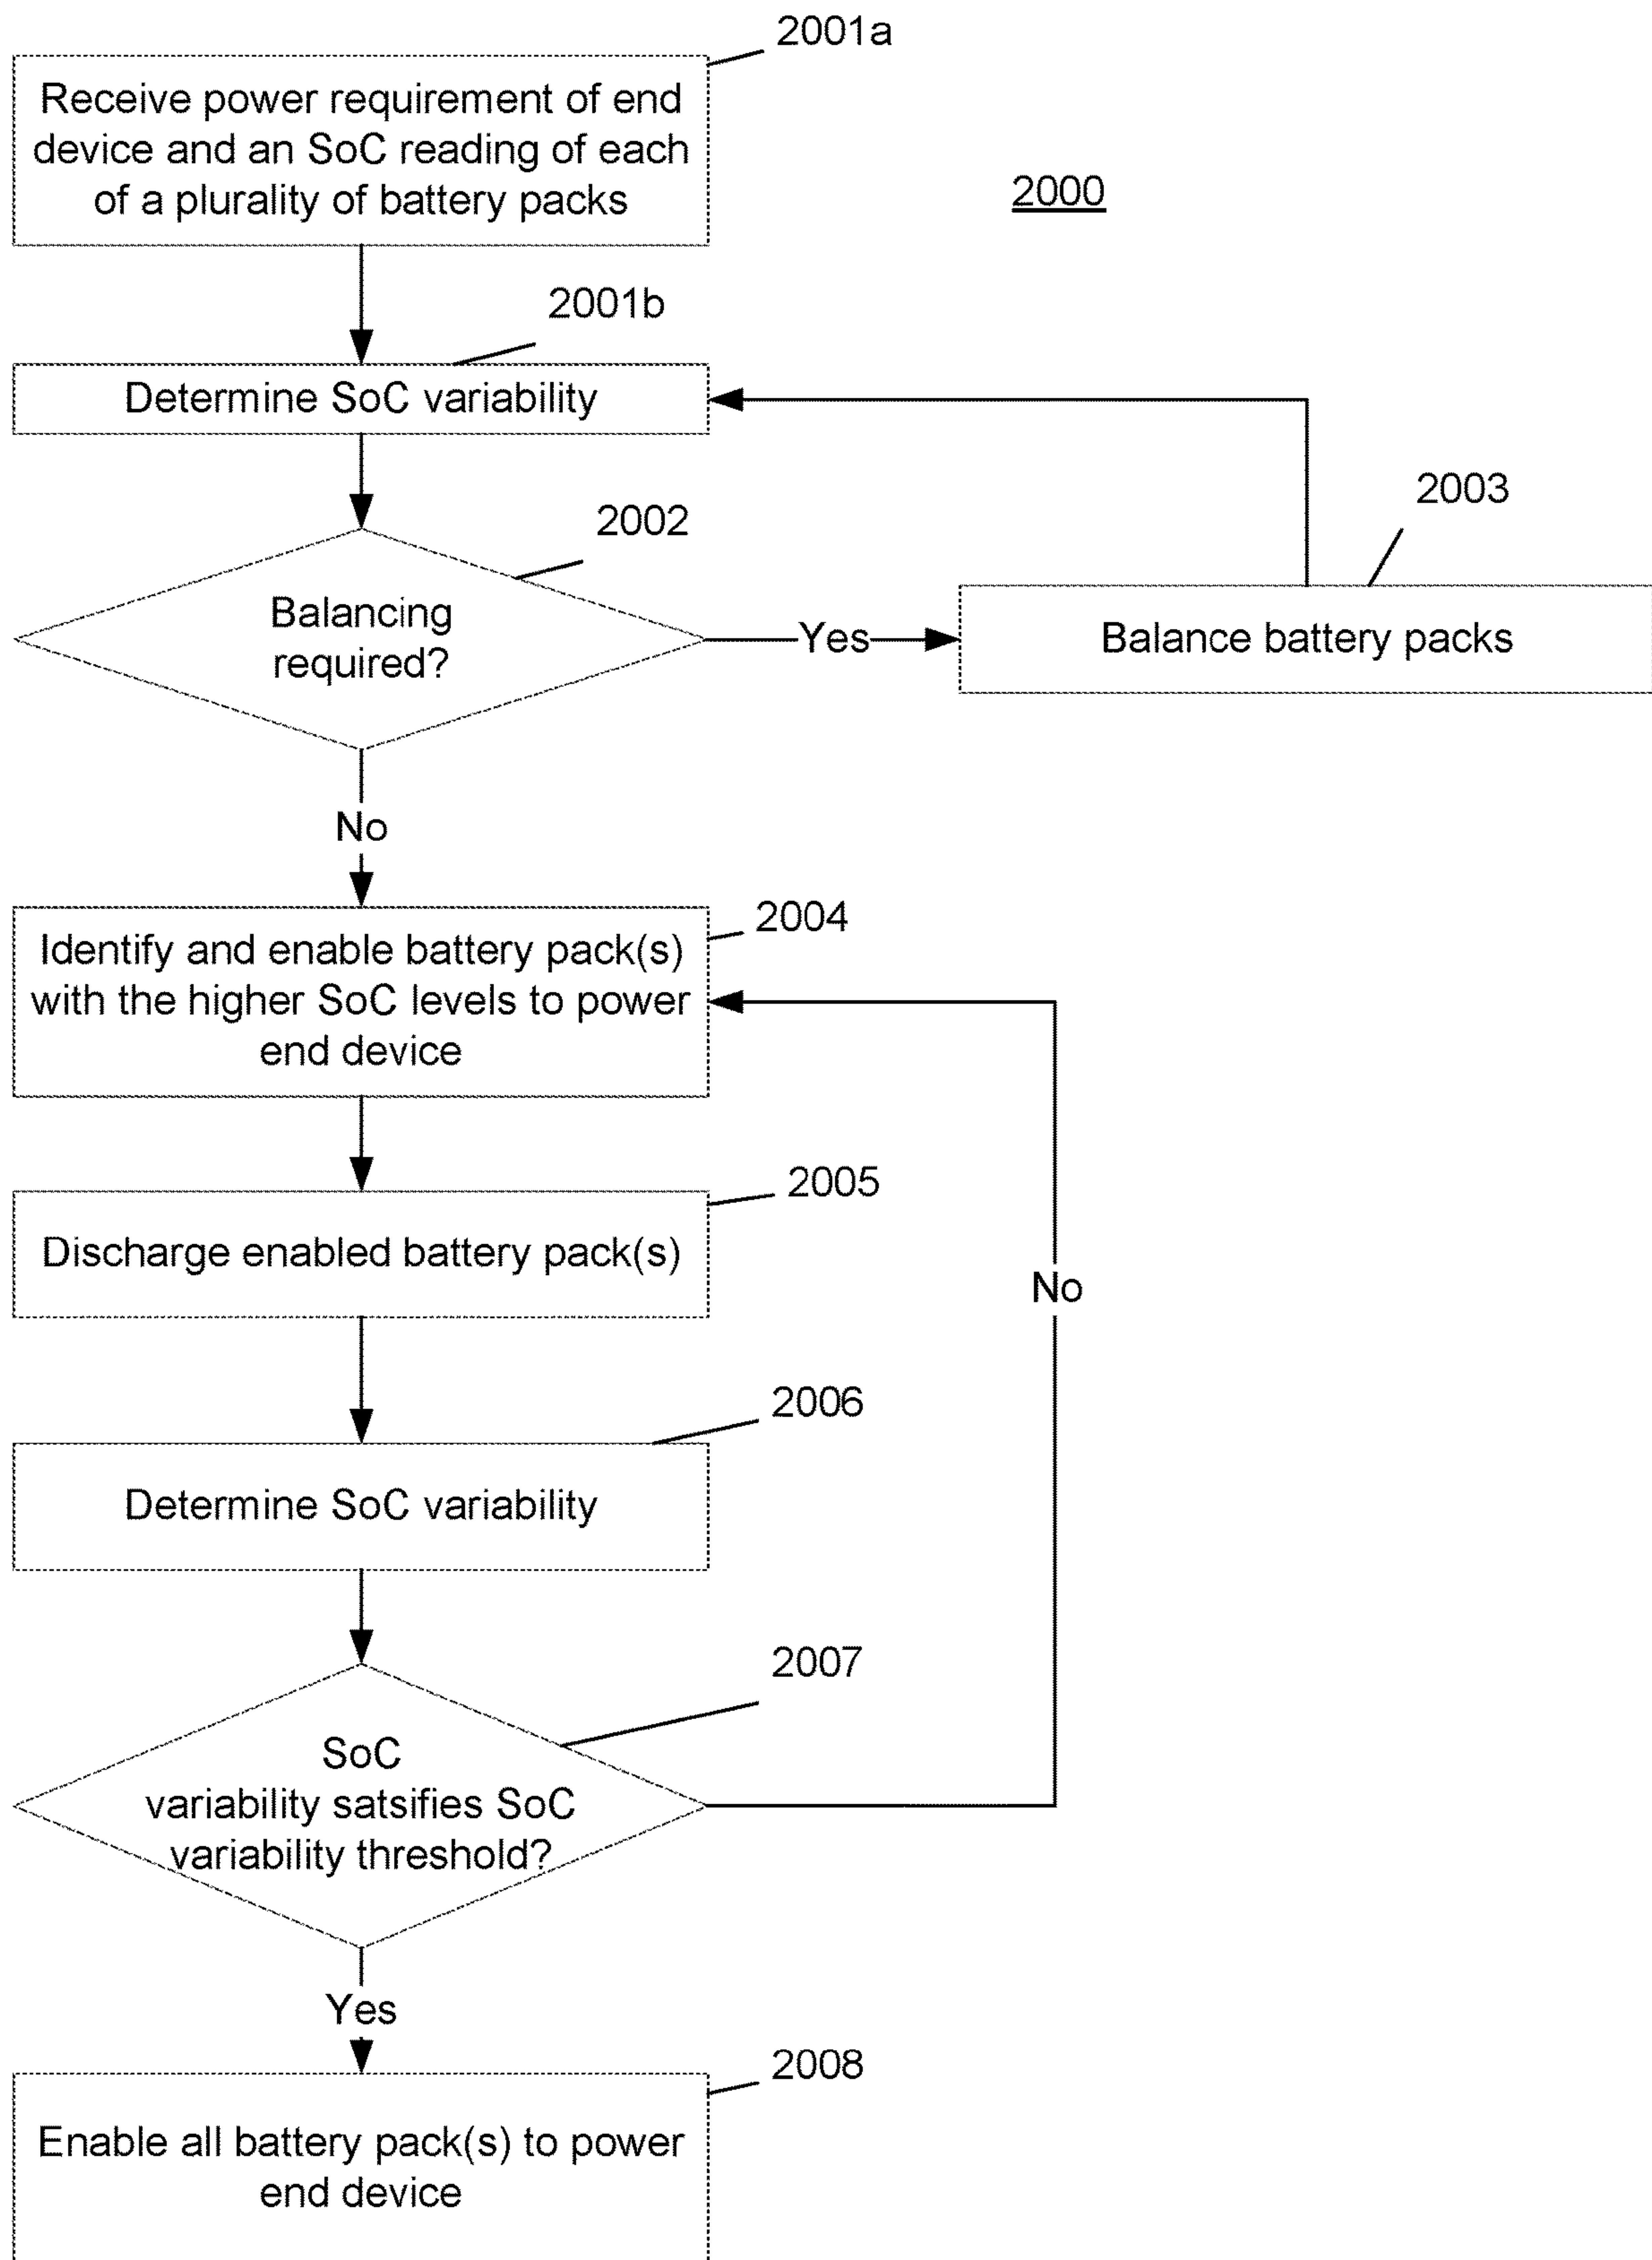 2001a
Receive power requirement of end
device and an SoC reading of each
of a plurality of battery packs
2000
2001b
Determine SoC variability
2002
2003
Balancing
required?
Yes
Balance battery packs
No
2004
Identify and enable battery pack(s)
with the higher SoC levels to power
end device
2005
Discharge enabled battery pack(s)
No
2006
Determine SoC variability
2007
SoC
variability satsifies SoC
variability threshold?
Yes
2008
Enable all battery pack(s) to power
end device